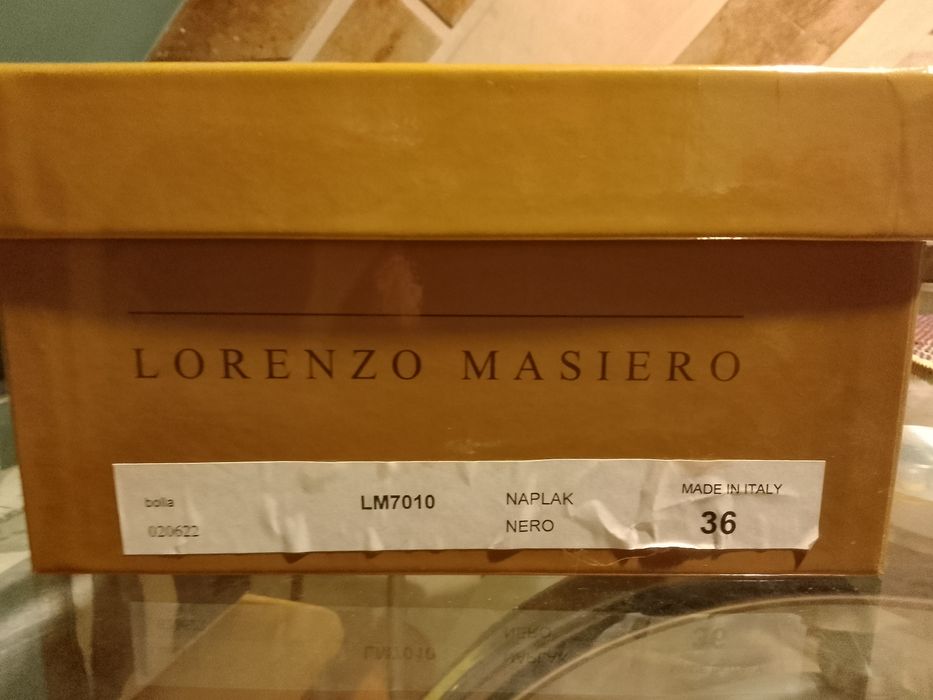 LORENZO MASIERO
bolla LM7010 NAPLAK MADE IN ITALY
020622 NERO 36